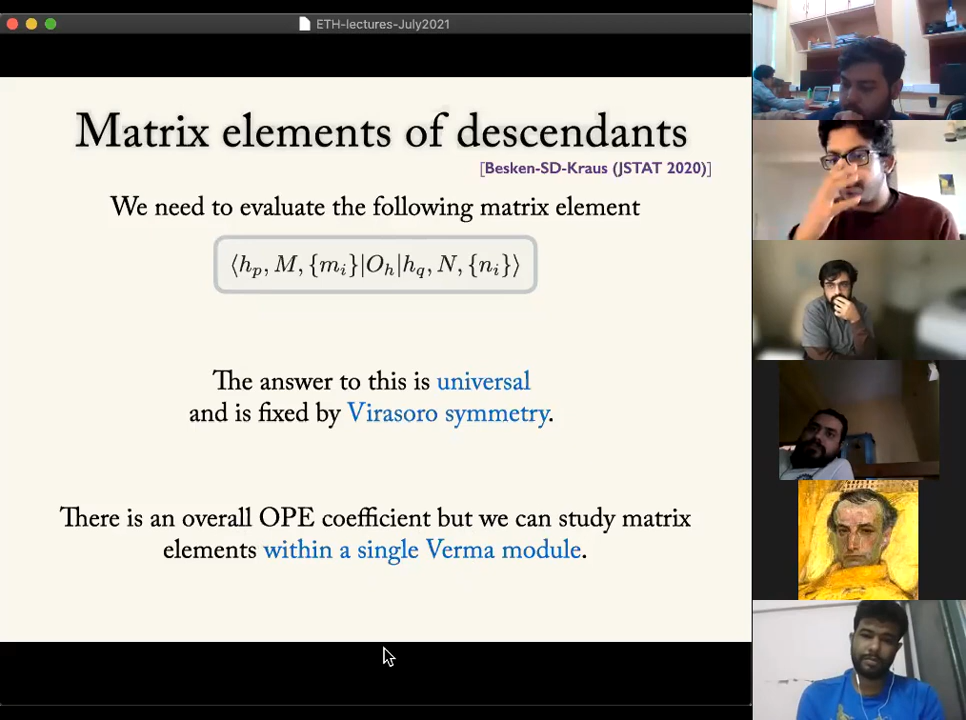 ETH-lectures-July2021
Matrix elements of descendants
[Besken-SD-Kraus (JSTAT 2020)]
We need to evaluate the following matrix element
⟨h_p, M, {m_i}|O_h|h_q, N, {n_i}⟩
The answer to this is universal
and is fixed by Virasoro symmetry.
There is an overall OPE coefficient but we can study matrix
elements within a single Verma module.